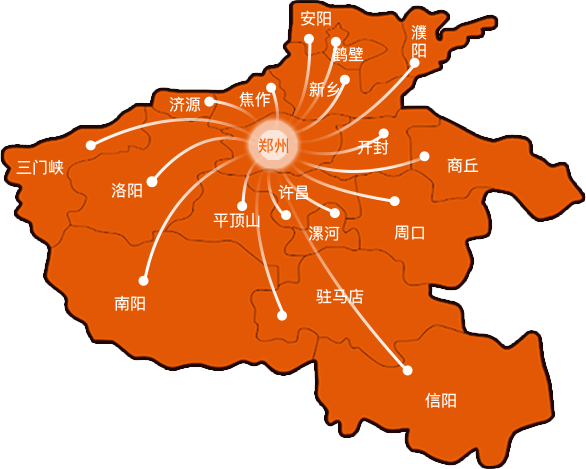 安阳
鹤壁
濮
阳
新乡
焦作
济源
郑州
开封
三门峡
商丘
洛阳
许昌
平顶山
漯河
周口
南阳
驻马店
信阳